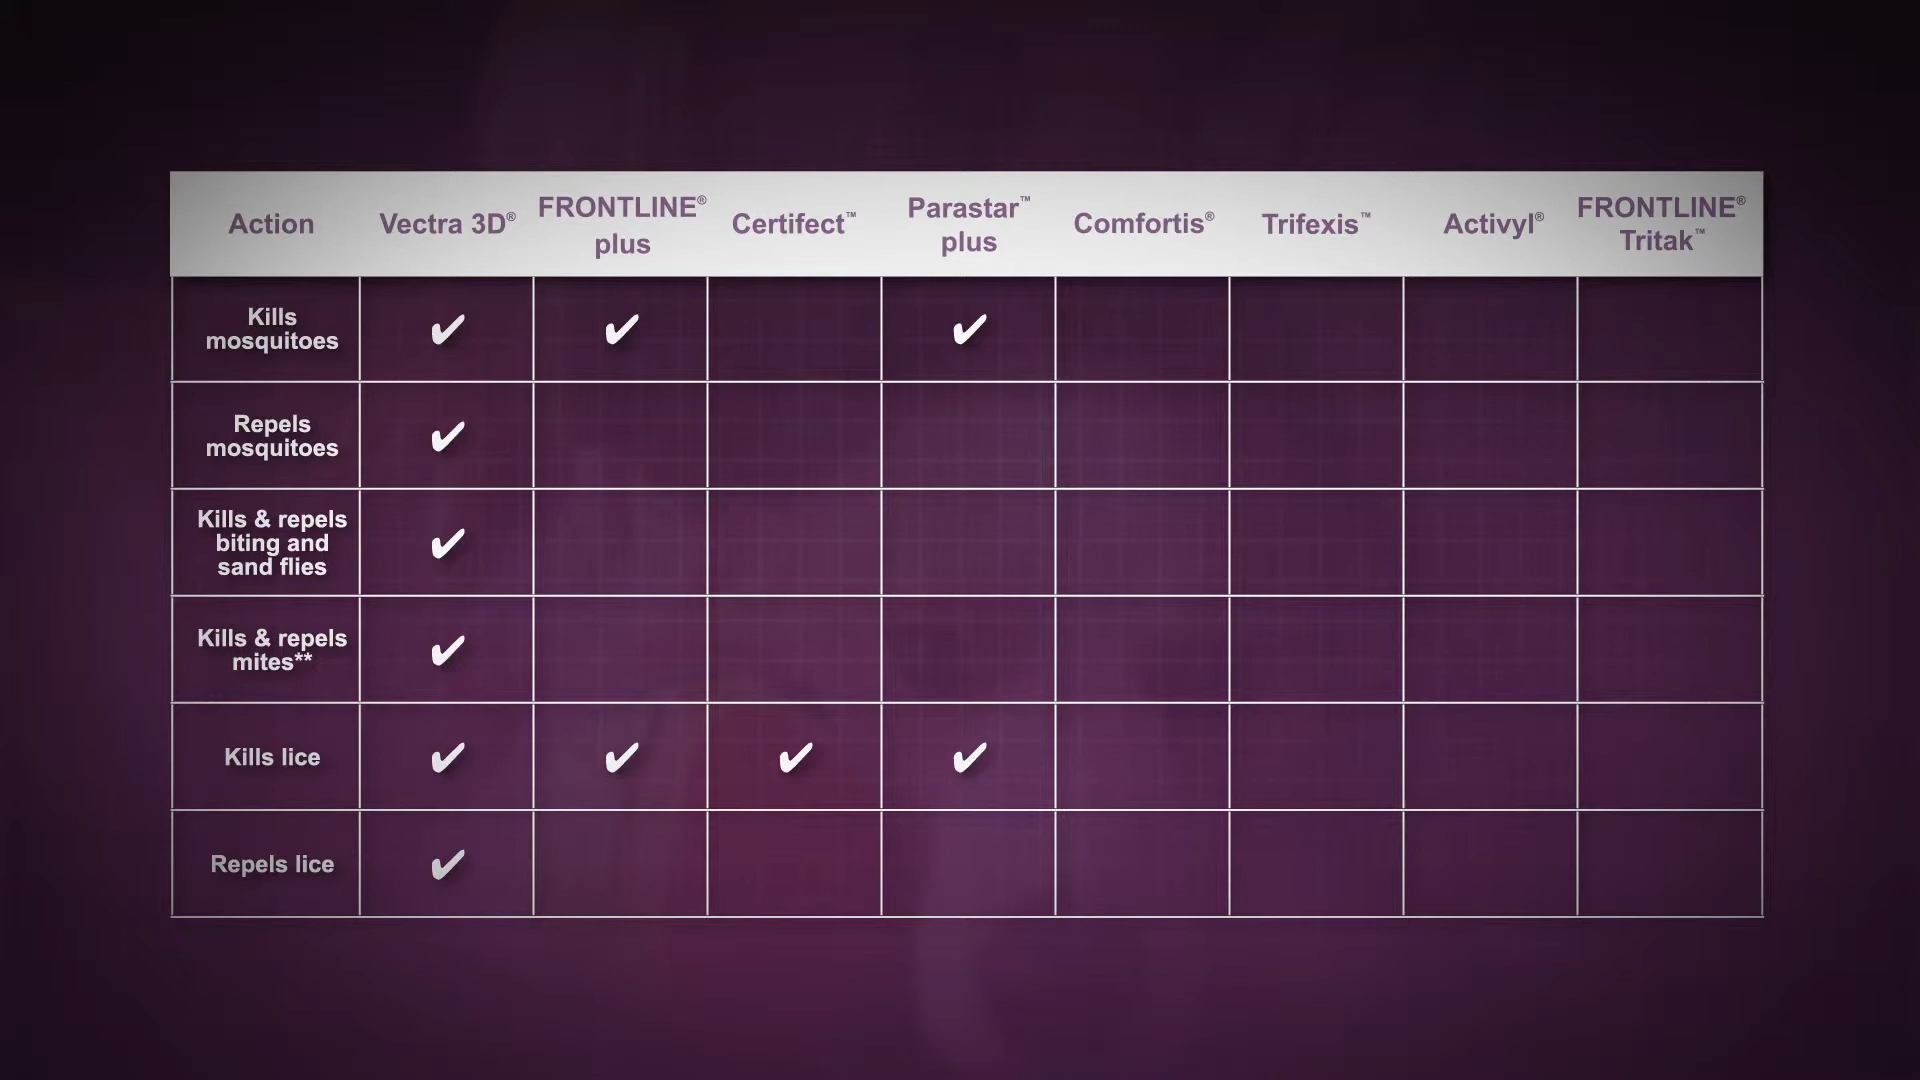 Action Vectra 3D® FRONTLINE® plus Certifect™ Parastar™ plus Comfortis® Trifexis™ Activyl® FRONTLINE® Tritak™
Kills
mosquitoes ✔ ✔ ✔
Repels
mosquitoes ✔
Kills & repels
biting and
sand flies ✔
Kills & repels
mites** ✔
Kills lice ✔ ✔ ✔ ✔
Repels lice ✔